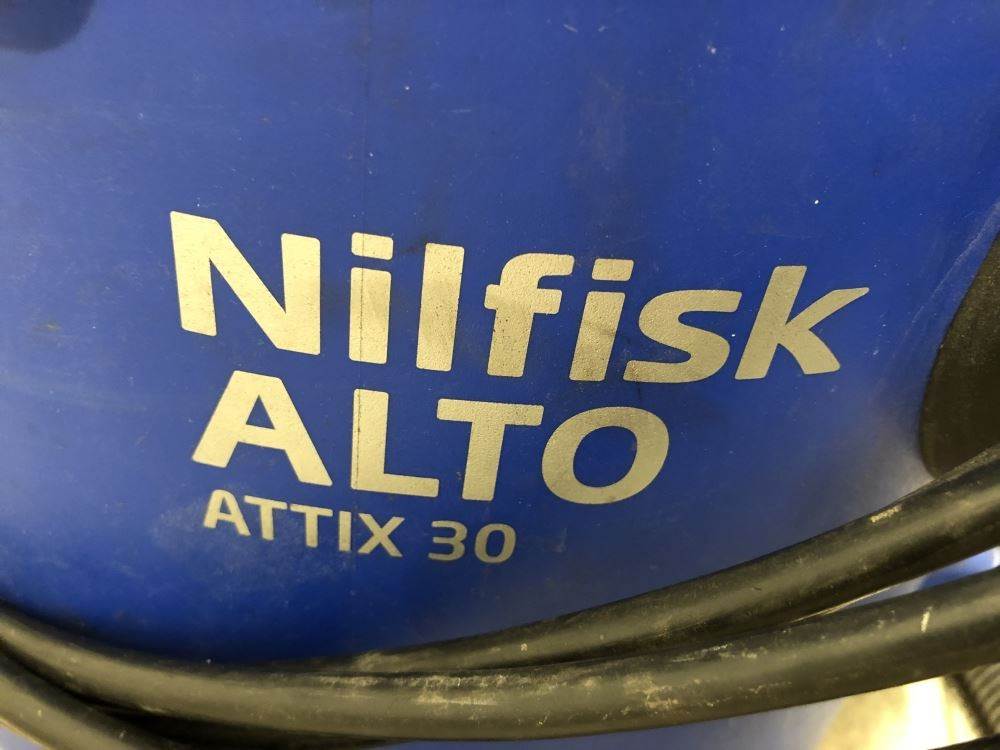 Nilfisk
ALTO
ATTIX 30